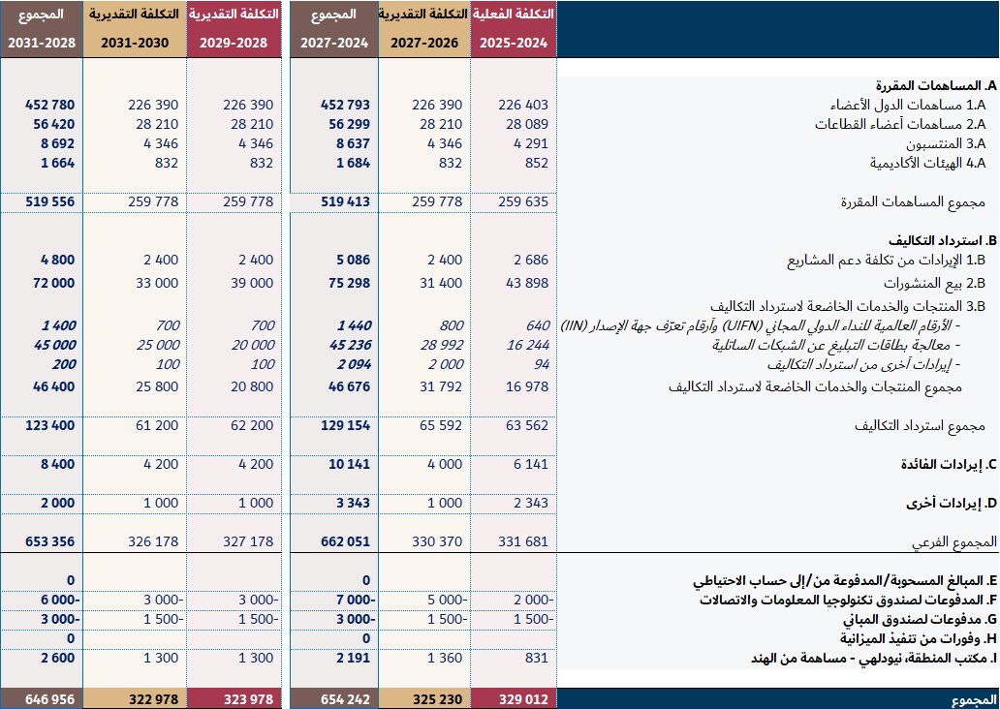 التكلفة الفعلية التكلفة التقديرية المجموع التكلفة التقديرية التكلفة التقديرية المجموع
2025-2024 2027-2026 2027-2024 2029-2028 2031-2030 2031-2028
A. المساهمات المقررة
1.A مساهمات الدول الأعضاء 226 403 226 390 452 793 226 390 226 390 452 780
2.A مساهمات أعضاء القطاعات 28 089 28 210 56 299 28 210 28 210 56 420
3.A المنتسبون 4 291 4 346 8 637 4 346 4 346 8 692
4.A الهيئات الأكاديمية 852 832 1 684 832 832 1 664
مجموع المساهمات المقررة 259 635 259 778 519 413 259 778 259 778 519 556
B. استرداد التكاليف
1.B الإيرادات من تكلفة دعم المشاريع 2 686 2 400 5 086 2 400 2 400 4 800
2.B بيع المنشورات 43 898 31 400 75 298 39 000 33 000 72 000
3.B المنتجات والخدمات الخاضعة لاسترداد التكاليف
- الأرقام العالمية للنداء الدولي المجاني (UIFN) وأرقام تعرّف جهة الإصدار (IIN) 640 800 1 440 700 700 1 400
- معالجة بطاقات التبليغ عن الشبكات الساتلية 16 244 28 992 45 236 20 000 25 000 45 000
- إيرادات أخرى من استرداد التكاليف 94 2 000 2 094 100 100 200
مجموع المنتجات والخدمات الخاضعة لاسترداد التكاليف 16 978 31 792 46 676 20 800 25 800 46 400
مجموع استرداد التكاليف 63 562 65 592 129 154 62 200 61 200 123 400
C. إيرادات الفائدة 6 141 4 000 10 141 4 200 4 200 8 400
D. إيرادات أخرى 2 343 1 000 3 343 1 000 1 000 2 000
المجموع الفرعي 331 681 330 370 662 051 327 178 326 178 653 356
E. المبالغ المسحوبة/المدفوعة من/إلى حساب الاحتياطي 0 0
F. المدفوعات لصندوق تكنولوجيا المعلومات والاتصالات 2 000- 5 000- 7 000- 3 000- 3 000- 6 000-
G. مدفوعات لصندوق المباني 1 500- 1 500- 3 000- 1 500- 1 500- 3 000-
H. وفورات من تنفيذ الميزانية 0 0
I. مكتب المنطقة، نيودلهي - مساهمة من الهند 831 1 360 2 191 1 300 1 300 2 600
المجموع 329 012 325 230 654 242 323 978 322 978 646 956